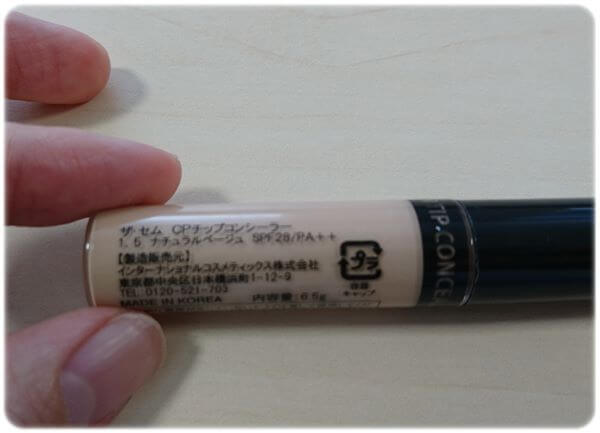 ザ・セム CPチップコンシーラー
1.5 ナチュラルベージュ SPF28/PA++
【製造販売元】
インターナショナルコスメティックス株式会社
東京都中央区日本橋浜町1-12-9
TEL:0120-521-703
MADE IN KOREA 内容量:6.5g
プラ
容器
キャップ
TIP.CONCE